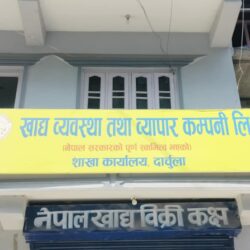 खाद्य व्यवस्था तथा व्यापार कम्पनी लि
(नेपाल सरकारको पूर्ण स्वामित्व भएको)
शाखा कार्यालय, दार्चुला
नेपाल खाद्य विक्री कक्ष